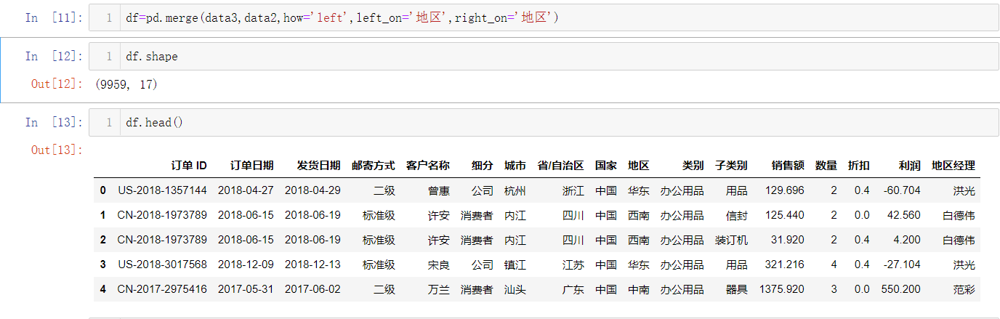 In [11]: 1 df=pd.merge(data3,data2,how='left',left_on='地区',right_on='地区')
In [12]: 1 df.shape
Out[12]: (9959, 17)
In [13]: 1 df.head()
Out[13]:
订单 ID 订单日期 发货日期 邮寄方式 客户名称 细分 城市 省/自治区 国家 地区 类别 子类别 销售额 数量 折扣 利润 地区经理
0 US-2018-1357144 2018-04-27 2018-04-29 二级 曾惠 公司 杭州 浙江 中国 华东 办公用品 用品 129.696 2 0.4 -60.704 洪光
1 CN-2018-1973789 2018-06-15 2018-06-19 标准级 许安 消费者 内江 四川 中国 西南 办公用品 信封 125.440 2 0.0 42.560 白德伟
2 CN-2018-1973789 2018-06-15 2018-06-19 标准级 许安 消费者 内江 四川 中国 西南 办公用品 装订机 31.920 2 0.4 4.200 白德伟
3 US-2018-3017568 2018-12-09 2018-12-13 标准级 宋良 公司 镇江 江苏 中国 华东 办公用品 用品 321.216 4 0.4 -27.104 洪光
4 CN-2017-2975416 2017-05-31 2017-06-02 二级 万兰 消费者 汕头 广东 中国 中南 办公用品 器具 1375.920 3 0.0 550.200 范彩